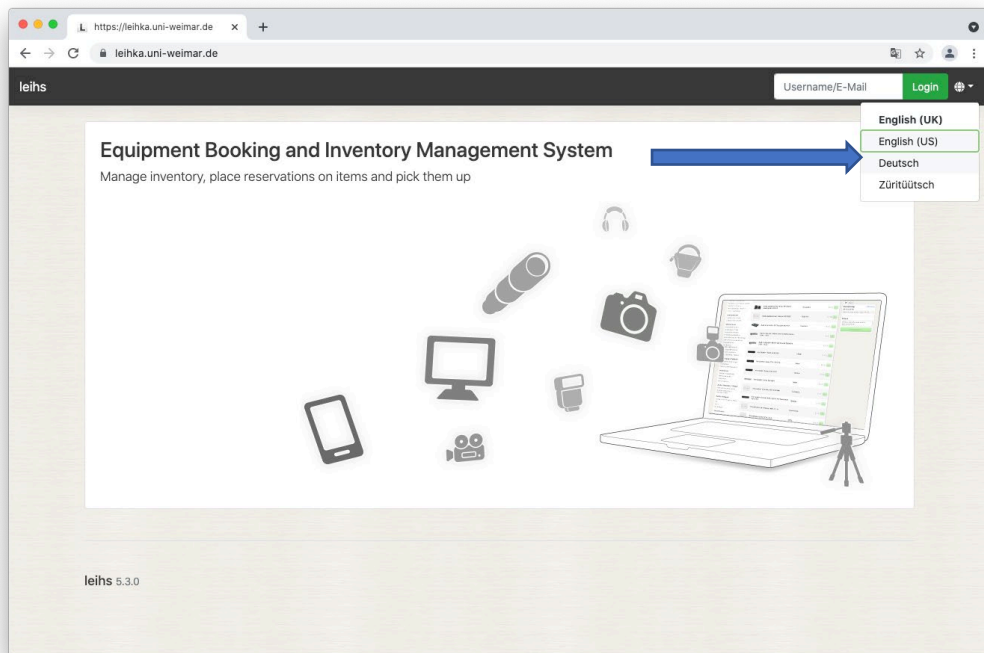 L https://leihka.uni-weimar.de
leihka.uni-weimar.de
leihs
Username/E-Mail Login
English (UK)
English (US)
Deutsch
Züritüütsch
Equipment Booking and Inventory Management System
Manage inventory, place reservations on items and pick them up
leihs 5.3.0